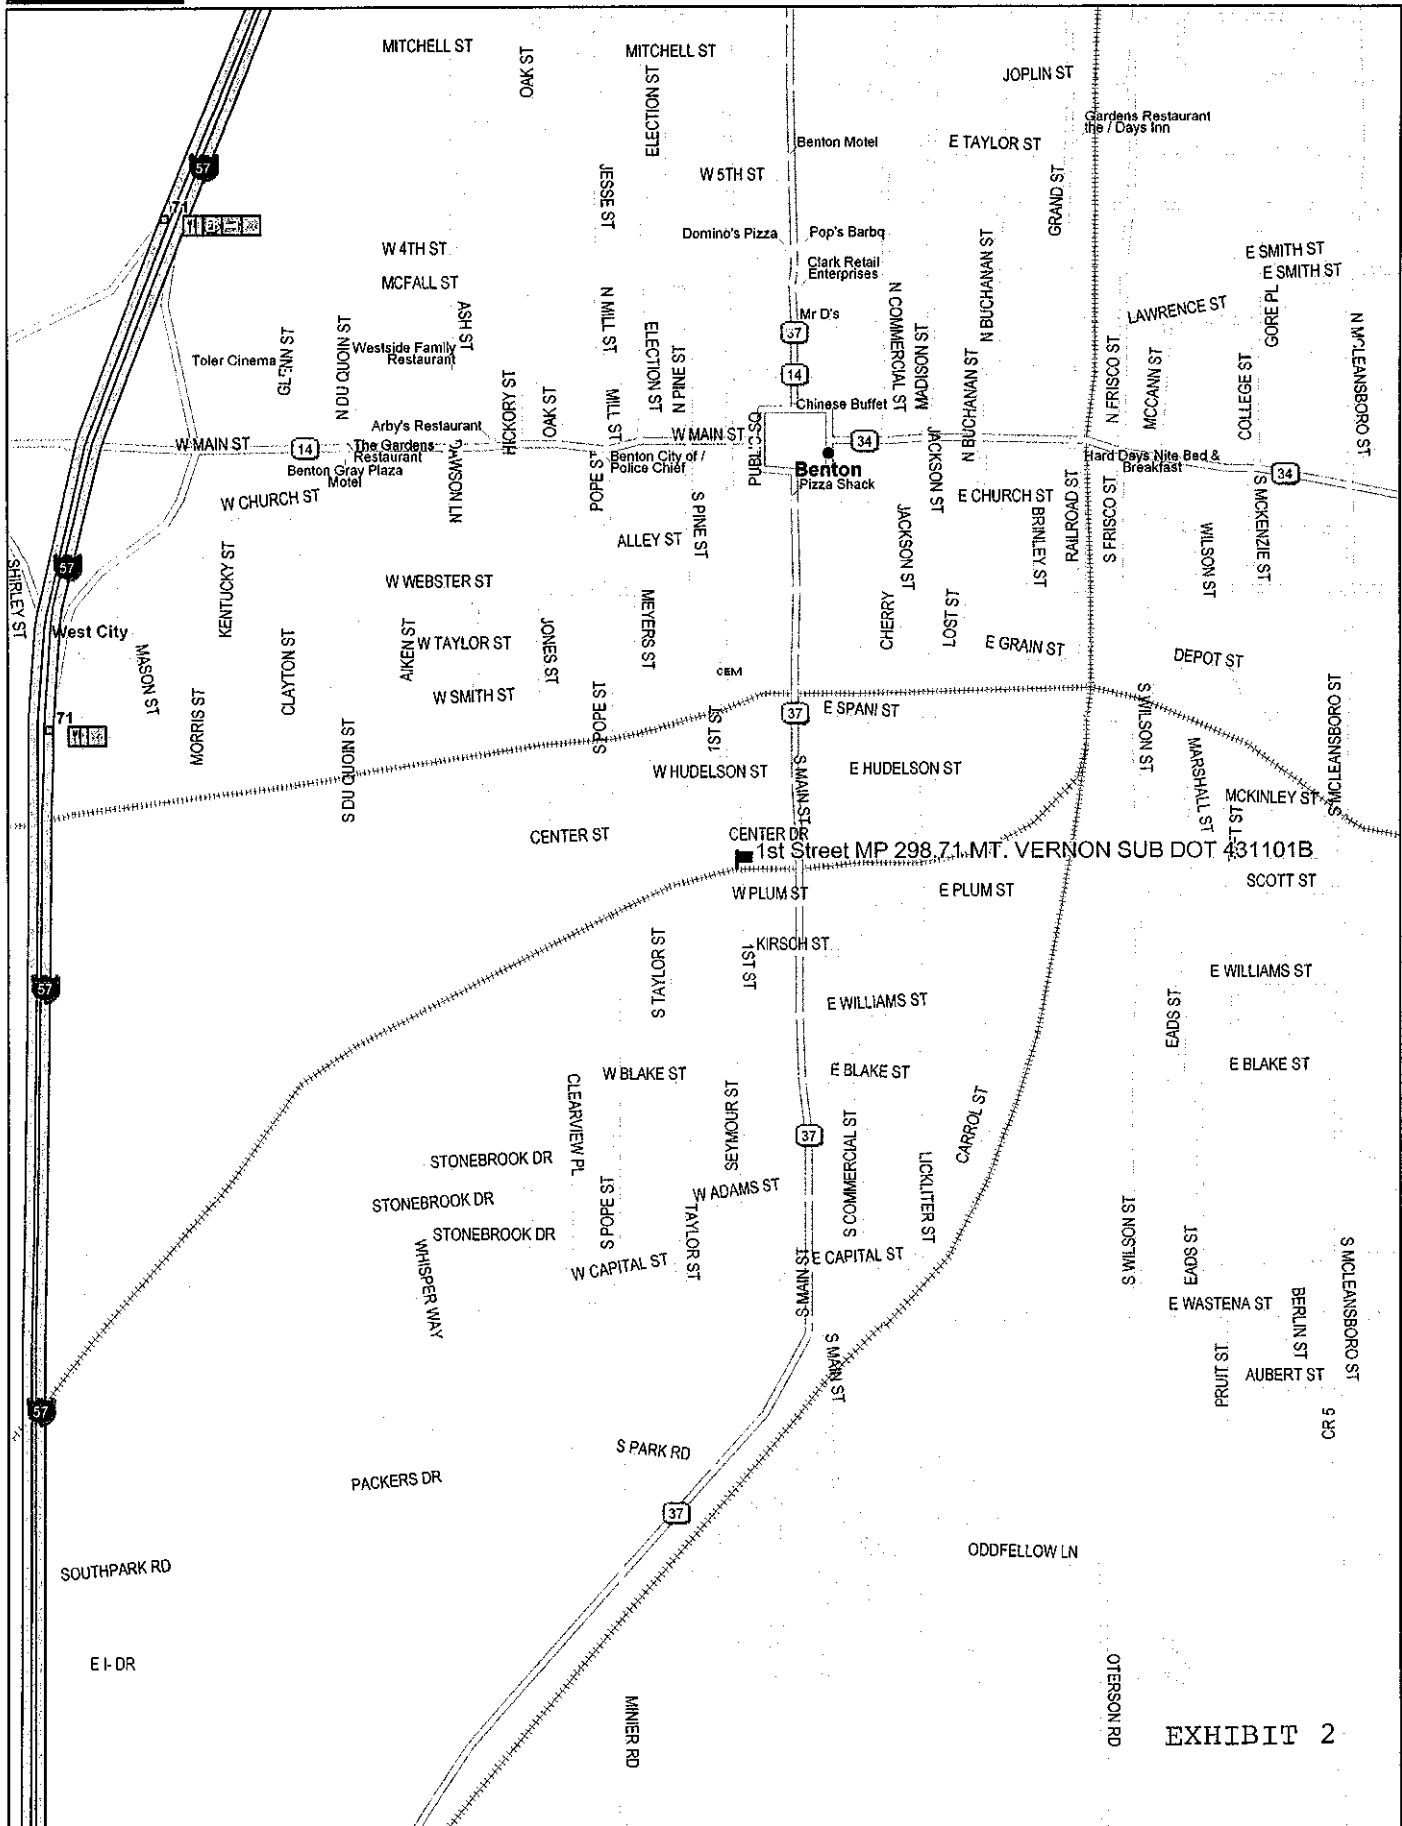 MITCHELL ST
MITCHELL ST
OAK ST
ELECTION ST
JOPLIN ST
Gardens Restaurant
the / Days Inn
Benton Motel
E TAYLOR ST
57
W 5TH ST
JESSE ST
GRAND ST
71
Domino's Pizza
Pop's Barbq
W 4TH ST
E SMITH ST
E SMITH ST
Clark Retail
Enterprises
MCFALL ST
N BUCHANAN ST
N COMMERCIAL ST
GORE PL
LAWRENCE ST
ASH ST
N MILL ST
Mr D's
37
N MCLEANSBORO ST
Toler Cinema
GLENN ST
N DU QUOIN ST
Westside Family
Restaurant
ELECTION ST
N PINE ST
MADISON ST
N BUCHANAN ST
N FRISCO ST
MCCANN ST
COLLEGE ST
14
HICKORY ST
OAK ST
MILL ST
Chinese Buffet
Arby's Restaurant
PUBLIC SQ
W MAIN ST
14
The Gardens
Restaurant
W MAIN ST
34
JACKSON ST
Benton Gray Plaza
Motel
DAWSON LN
POPE ST
Benton City of /
Police Chief
Benton
Pizza Shack
Hard Days Nite Bed &
Breakfast
34
W CHURCH ST
S PINE ST
E CHURCH ST
RAILROAD ST
S FRISCO ST
S MCKENZIE ST
ALLEY ST
JACKSON ST
BRINLEY ST
WILSON ST
57
SHIRLEY ST
KENTUCKY ST
W WEBSTER ST
MEYERS ST
CHERRY
LOST ST
West City
MASON ST
CLAYTON ST
AIKEN ST
W TAYLOR ST
JONES ST
E GRAIN ST
DEPOT ST
CEM
W SMITH ST
MORRIS ST
S POPE ST
1ST ST
37
E SPANI ST
S WILSON ST
S MCLEANSBORO ST
71
S DU QUOIN ST
W HUDELSON ST
S MAIN ST
E HUDELSON ST
MARSHALL ST
MCKINLEY ST
CENTER ST
CENTER DR
1st Street MP 298.71 MT. VERNON SUB DOT 431101B
W PLUM ST
E PLUM ST
SCOTT ST
S TAYLOR ST
1ST ST
KIRSCH ST
E WILLIAMS ST
57
E WILLIAMS ST
EADS ST
W BLAKE ST
E BLAKE ST
E BLAKE ST
CLEARVIEW PL
SEYMOUR ST
37
S COMMERCIAL ST
CARROL ST
STONEBROOK DR
LICKLITER ST
STONEBROOK DR
S POPE ST
W ADAMS ST
TAYLOR ST
S WILSON ST
STONEBROOK DR
WHISPER WAY
W CAPITAL ST
S MAIN ST
E CAPITAL ST
EADS ST
S MCLEANSBORO ST
E WASTENA ST
BERLIN ST
S MAIN ST
PRUIT ST
AUBERT ST
57
CR 5
S PARK RD
PACKERS DR
37
ODDFELLOW LN
SOUTHPARK RD
E I- DR
MINIER RD
OTERSON RD
EXHIBIT 2